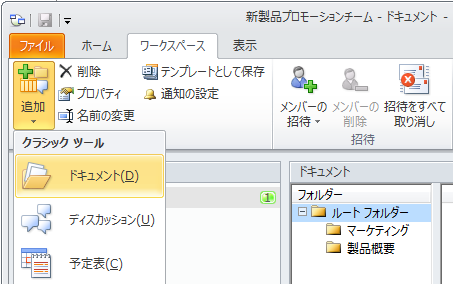 新製品プロモーションチーム - ドキュメント -
ファイル ホーム ワークスペース 表示
追加
削除
プロパティ
名前の変更
テンプレートとして保存
通知の設定
メンバーの
招待
メンバーの
削除
招待をすべて
取り消し
招待
クラシック ツール
ドキュメント(D)
ディスカッション(U)
予定表(C)
1
ドキュメント
フォルダー
ルート フォルダー
マーケティング
製品概要